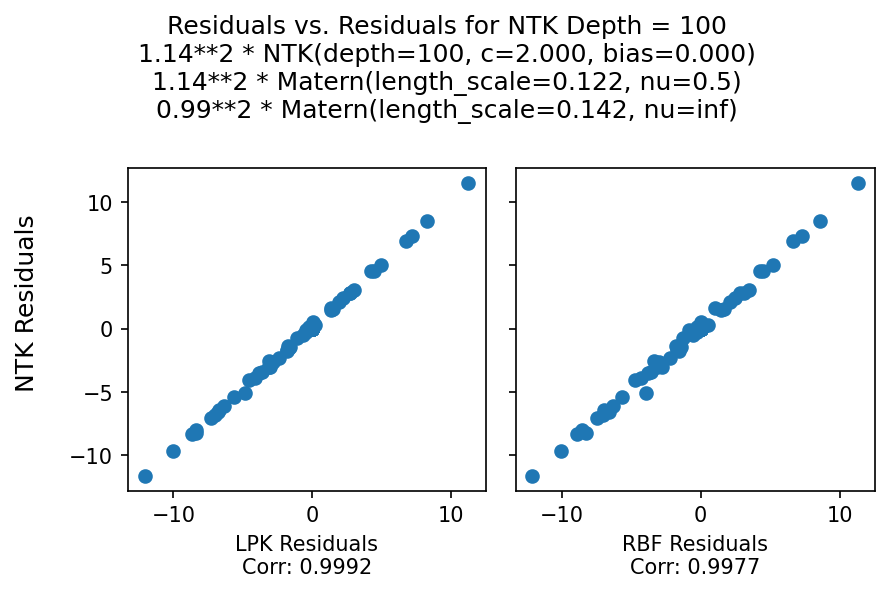 Residuals vs. Residuals for NTK Depth = 100
1.14**2 * NTK(depth=100, c=2.000, bias=0.000)
1.14**2 * Matern(length_scale=0.122, nu=0.5)
0.99**2 * Matern(length_scale=0.142, nu=inf)
NTK Residuals
10
5
0
−5
−10
−10 0 10
LPK Residuals
Corr: 0.9992
−10 0 10
RBF Residuals
Corr: 0.9977